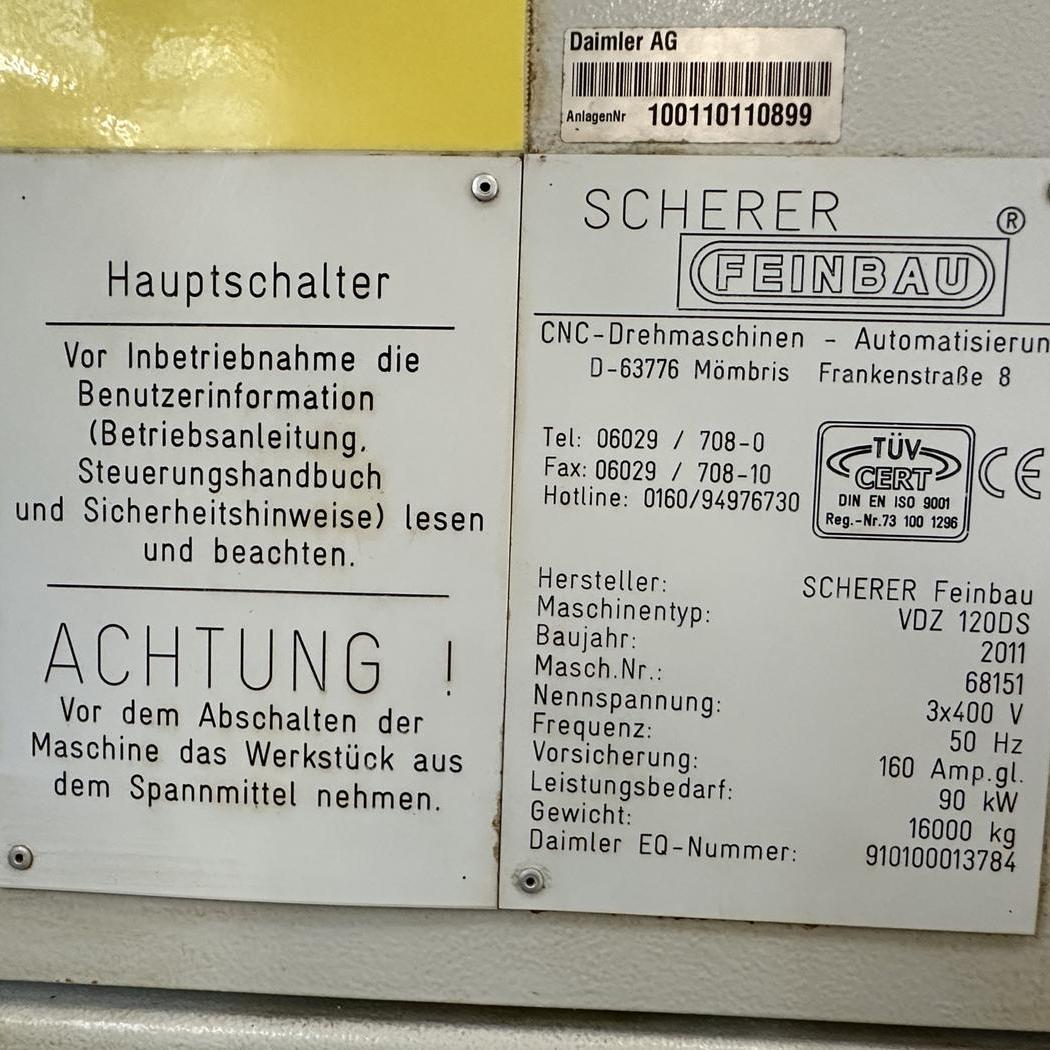 Daimler AG
AnlagenNr 100110110899
Hauptschalter
Vor Inbetriebnahme die
Benutzerinformation
(Betriebsanleitung,
Steuerungshandbuch
und Sicherheitshinweise) lesen
und beachten.
ACHTUNG !
Vor dem Abschalten der
Maschine das Werkstück aus
dem Spannmittel nehmen.
SCHERER ®
FEINBAU
CNC-Drehmaschinen - Automatisierun
D-63776 Mömbris Frankenstraße 8
Tel: 06029 / 708-0
Fax: 06029 / 708-10
Hotline: 0160/94976730
TÜV
CERT
DIN EN ISO 9001
Reg.-Nr.73 100 1296
CE
Hersteller: SCHERER Feinbau
Maschinentyp: VDZ 120DS
Baujahr: 2011
Masch.Nr.: 68151
Nennspannung: 3x400 V
Frequenz: 50 Hz
Vorsicherung: 160 Amp.gl.
Leistungsbedarf: 90 kW
Gewicht: 16000 kg
Daimler EQ-Nummer: 910100013784